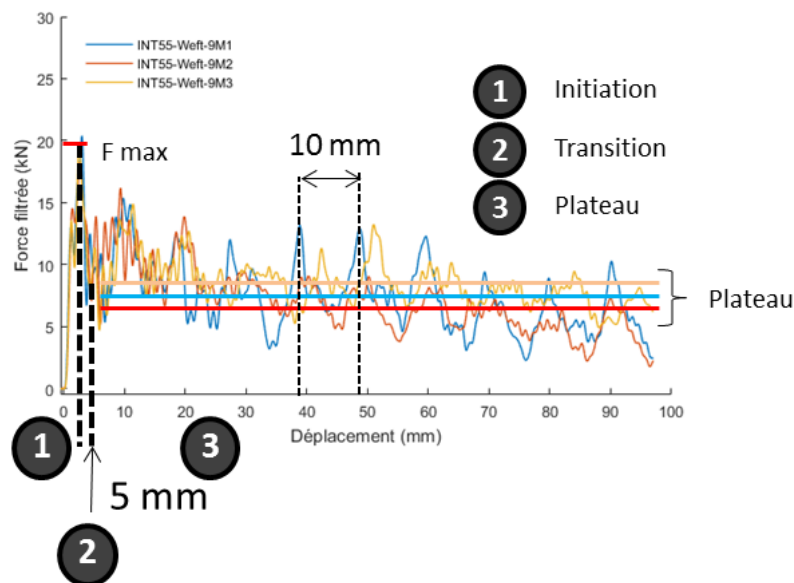 30
25
20
15
10
5
0
Force filtrée (kN)
INT55-Weft-9M1
INT55-Weft-9M2
INT55-Weft-9M3
F max
10 mm
1 Initiation
2 Transition
3 Plateau
Plateau
0 10 20 30 40 50 60 70 80 90 100
Déplacement (mm)
1
3
5 mm
2